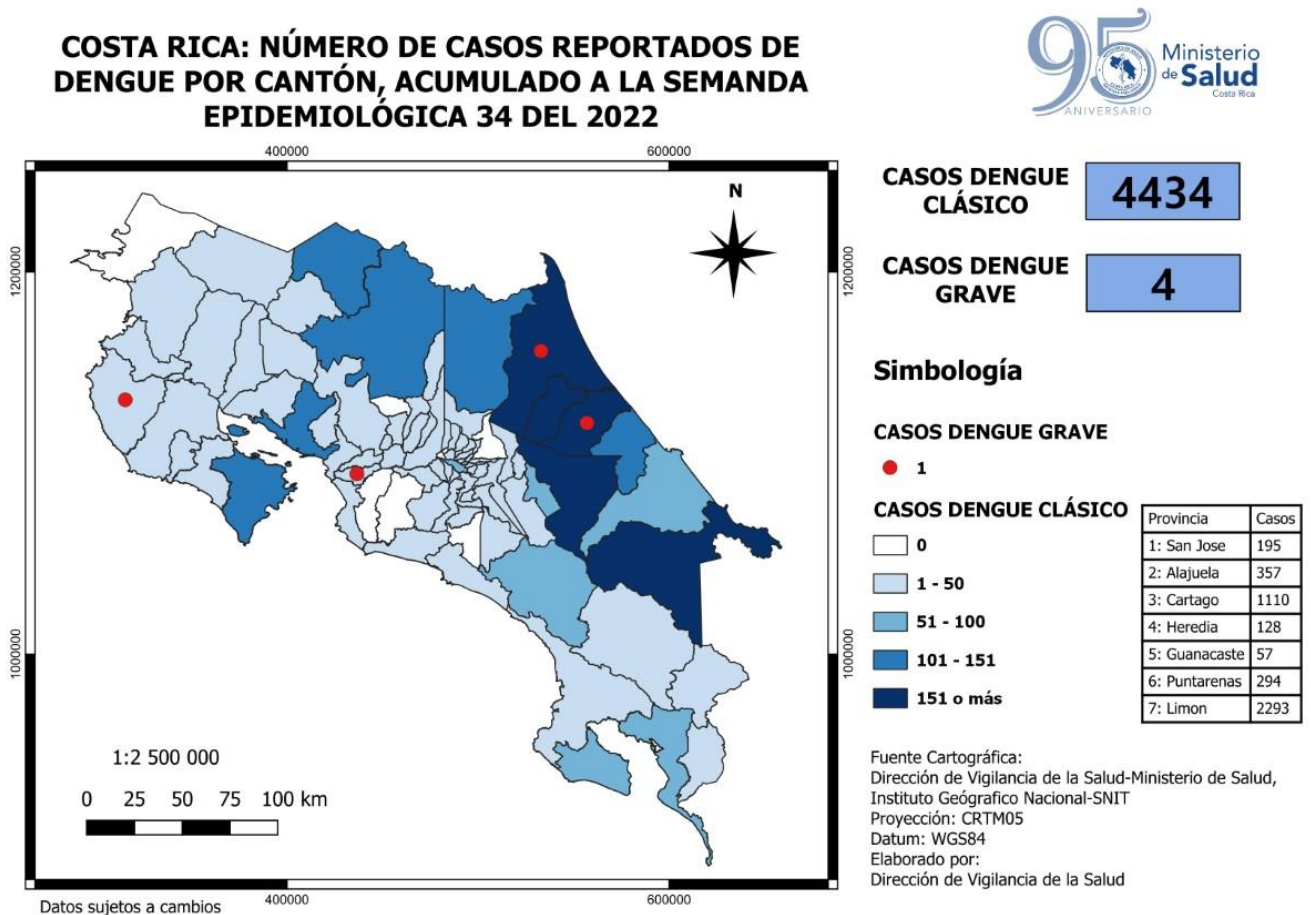 COSTA RICA: NÚMERO DE CASOS REPORTADOS DE
DENGUE POR CANTÓN, ACUMULADO A LA SEMANDA
EPIDEMIOLÓGICA 34 DEL 2022
95
ANIVERSARIO
Ministerio
de Salud
Costa Rica
400000
600000
1200000
1000000
1200000
1000000
N
1:2 500 000
0 25 50 75 100 km
400000
600000
Datos sujetos a cambios
CASOS DENGUE
CLÁSICO
4434
CASOS DENGUE
GRAVE
4
Simbología
CASOS DENGUE GRAVE
1
CASOS DENGUE CLÁSICO
0
1 - 50
51 - 100
101 - 151
151 o más
Provincia Casos
1: San Jose 195
2: Alajuela 357
3: Cartago 1110
4: Heredia 128
5: Guanacaste 57
6: Puntarenas 294
7: Limon 2293
Fuente Cartográfica:
Dirección de Vigilancia de la Salud-Ministerio de Salud,
Instituto Geógrafico Nacional-SNIT
Proyección: CRTM05
Datum: WGS84
Elaborado por:
Dirección de Vigilancia de la Salud